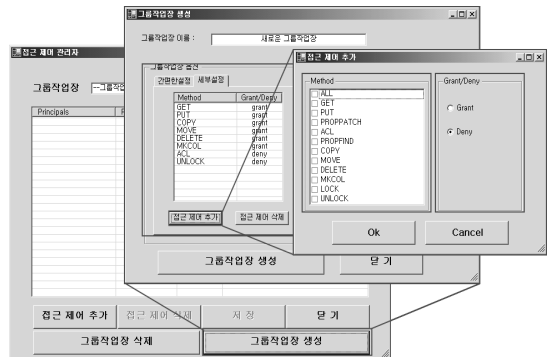 접근 제어 관리자
그룹작업장
Principals
접근 제어 추가 접근 제어 삭제 저 장 닫 기
그룹작업장 삭제 그룹작업장 생성
그룹작업장 생성
그룹작업장 이름 : 새로운 그룹작업장
그룹작업장 옵션
간편한설정 세부설정
Method Grant/Deny
GET grant
PUT grant
COPY grant
MOVE grant
DELETE grant
MKCOL grant
ACL deny
UNLOCK deny
접근 제어 추가 접근 제어 삭제
그룹작업장 생성 닫 기
접근 제어 추가
Method
ALL
GET
PUT
PROPPATCH
ACL
PROPFIND
COPY
MOVE
DELETE
MKCOL
LOCK
UNLOCK
Grant/Deny
Grant
Deny
Ok Cancel